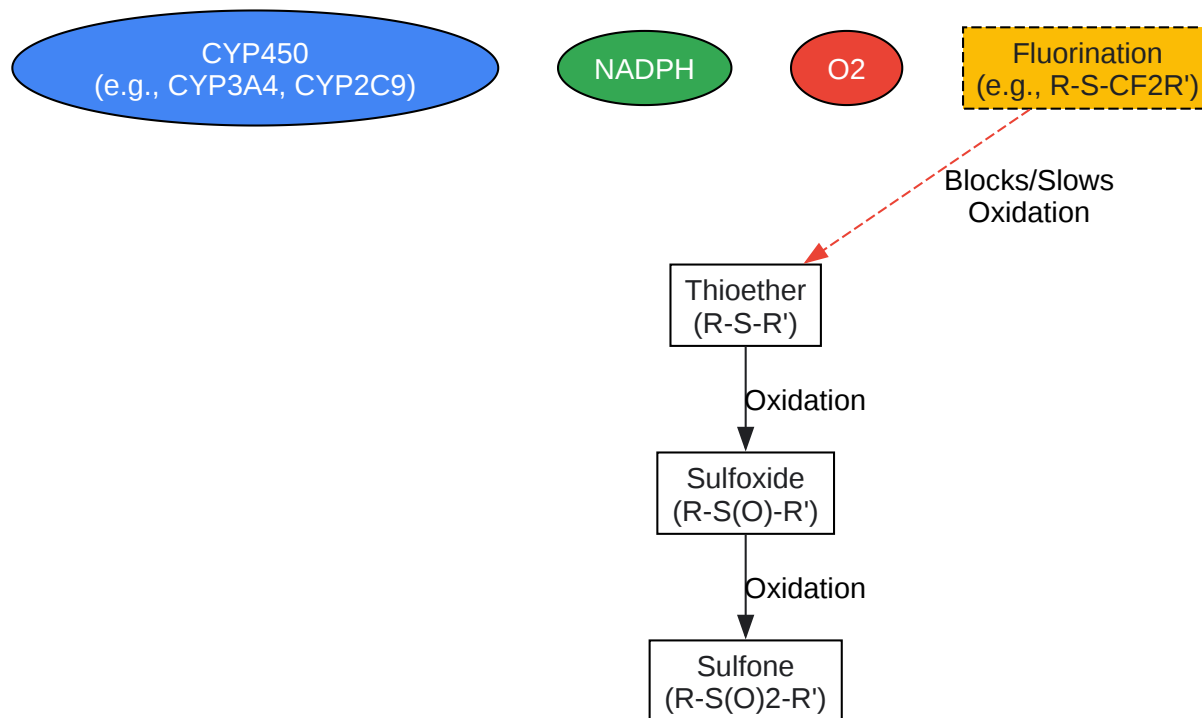 CYP450
(e.g., CYP3A4, CYP2C9)
NADPH
O2
Fluorination
(e.g., R-S-CF2R')
Blocks/Slows
Oxidation
Thioether
(R-S-R')
Oxidation
Sulfoxide
(R-S(O)-R')
Oxidation
Sulfone
(R-S(O)2-R')